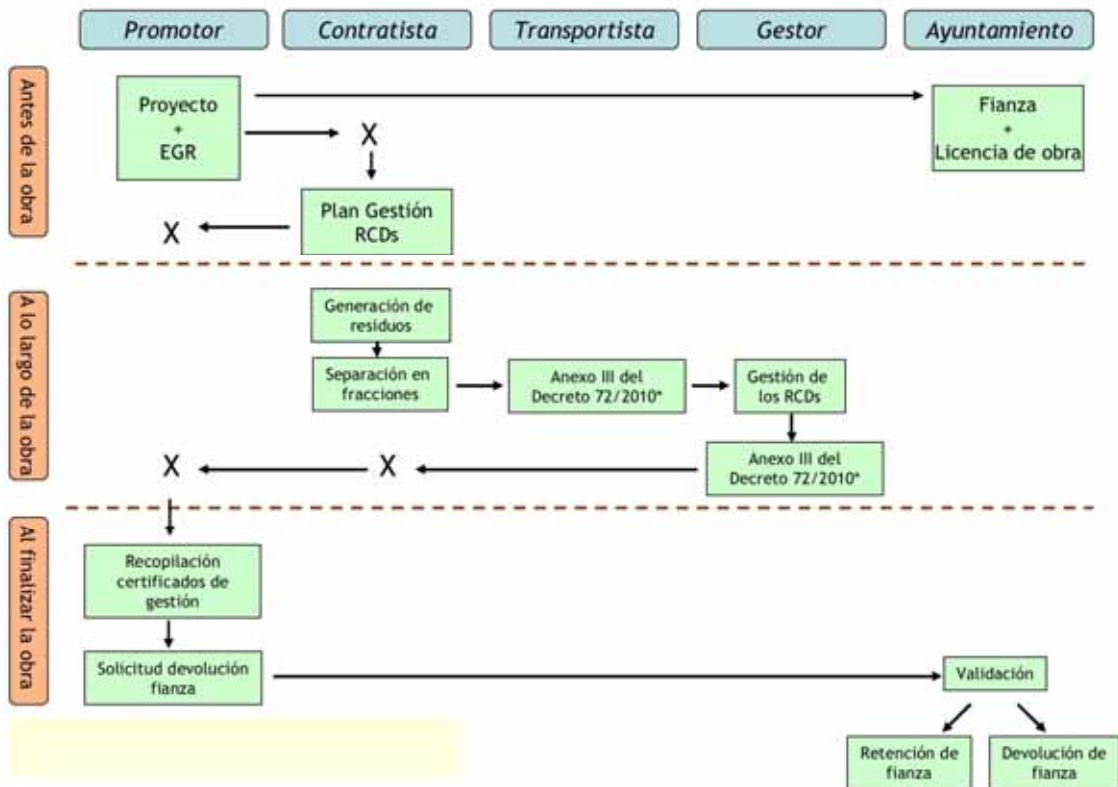 Promotor
Contratista
Transportista
Gestor
Ayuntamiento
Antes de la obra
Proyecto
+
EGR
X
Fianza
+
Licencia de obra
X
Plan Gestión
RCDs
A lo largo de la obra
Generación de
residuos
Separación en
fracciones
Anexo III del
Decreto 72/2010*
Gestión de
los RCDs
X
X
Anexo III del
Decreto 72/2010*
Al finalizar la obra
Recopilación
certificados de
gestión
Solicitud devolución
fianza
Validación
Retención de
fianza
Devolución de
fianza